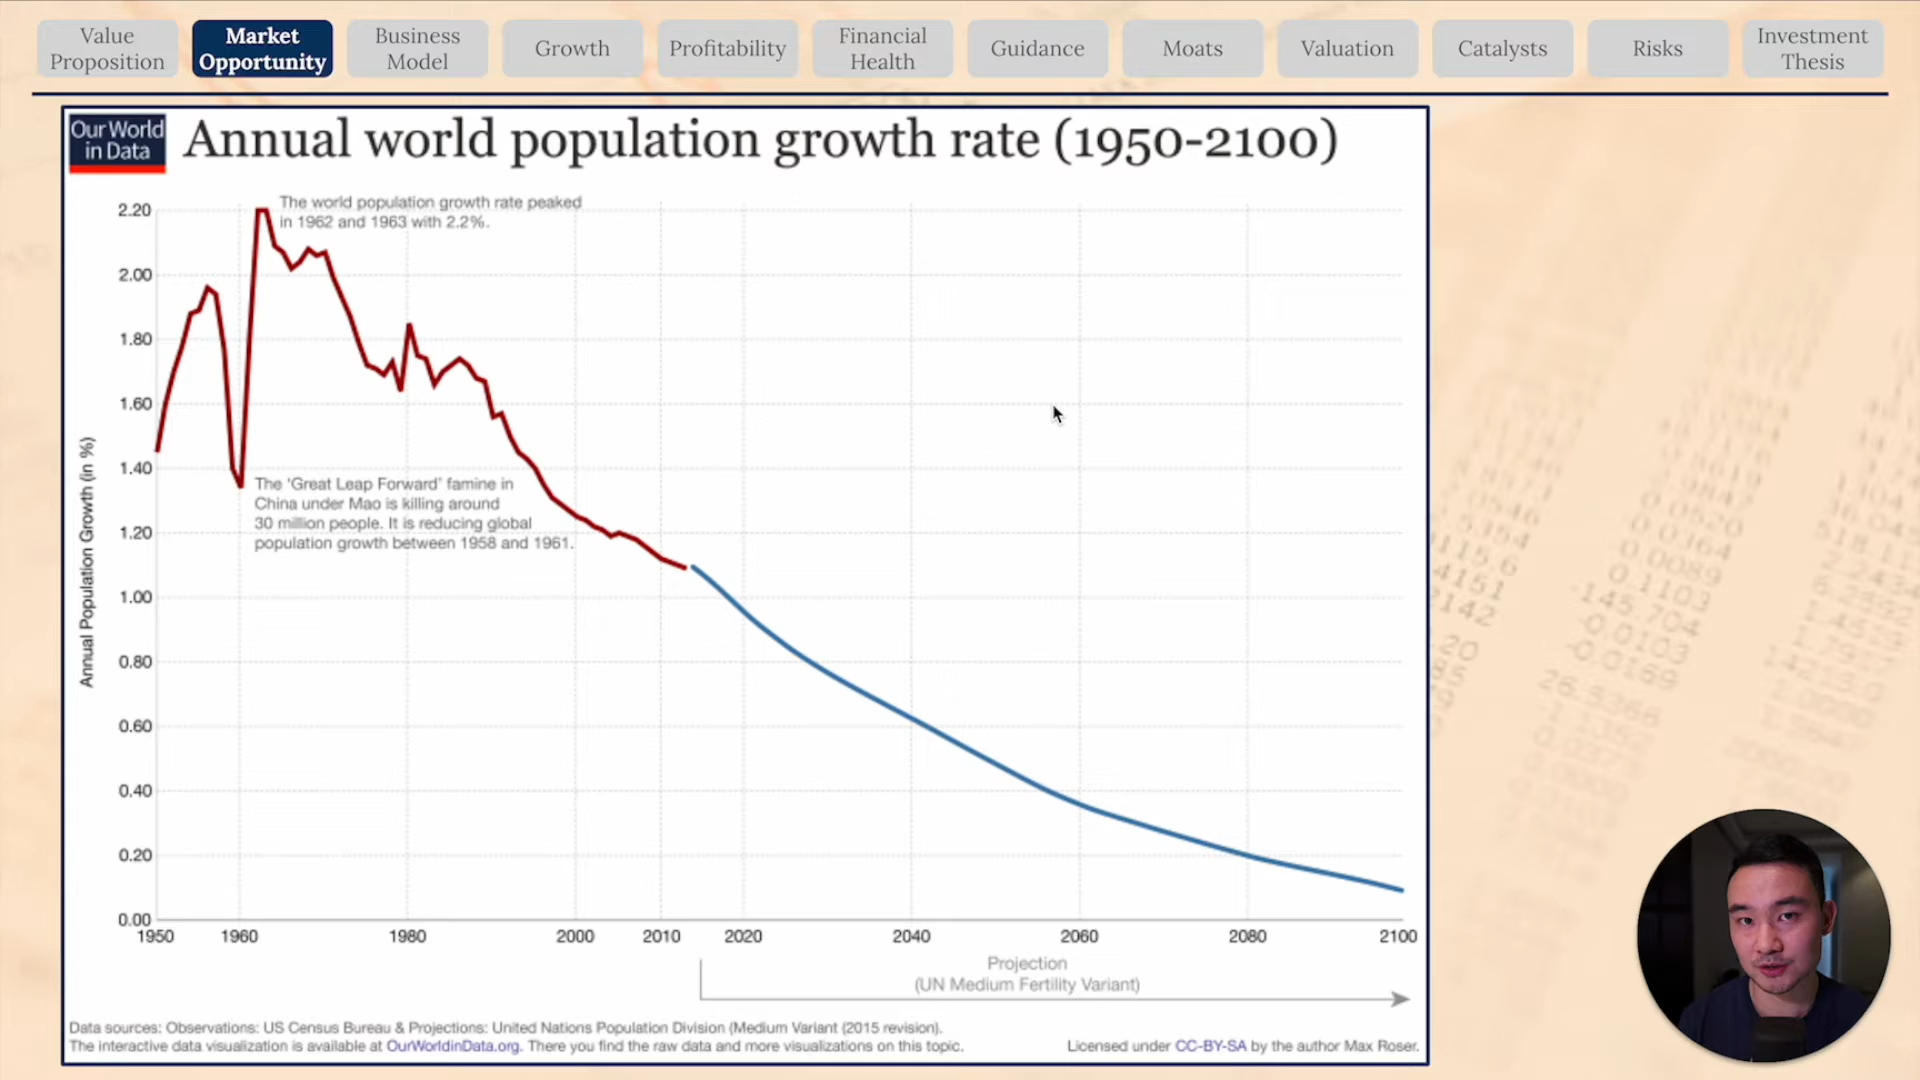 Value
Proposition
Market
Opportunity
Business
Model
Growth
Profitability
Financial
Health
Guidance
Moats
Valuation
Catalysts
Risks
Investment
Thesis
Our World
in Data
Annual world population growth rate (1950-2100)
The world population growth rate peaked
in 1962 and 1963 with 2.2%.
2.20
2.00
1.80
1.60
1.40
1.20
1.00
0.80
0.60
0.40
0.20
0.00
Annual Population Growth (in %)
The 'Great Leap Forward' famine in
China under Mao is killing around
30 million people. It is reducing global
population growth between 1958 and 1961.
1950 1960 1980 2000 2010 2020 2040 2060 2080 2100
Projection
(UN Medium Fertility Variant)
Data sources: Observations: US Census Bureau & Projections: United Nations Population Division (Medium Variant (2015 revision).
The interactive data visualization is available at OurWorldinData.org. There you find the raw data and more visualizations on this topic.
Licensed under CC-BY-SA by the author Max Roser.